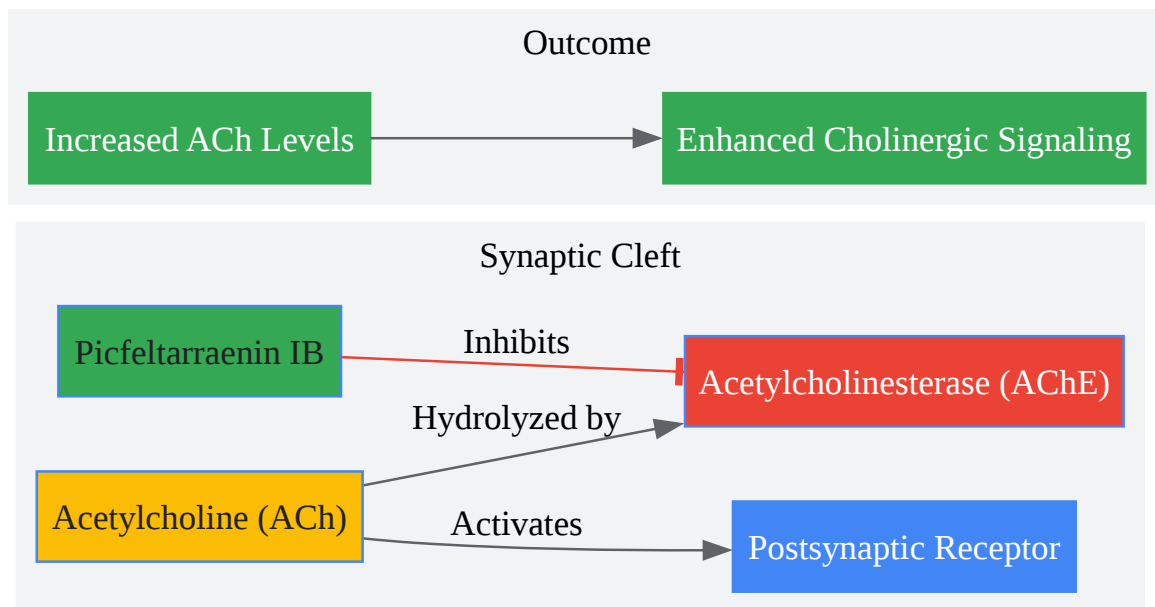 Outcome
Increased ACh Levels
Enhanced Cholinergic Signaling
Synaptic Cleft
Picfeltarraenin IB
Inhibits
Acetylcholinesterase (AChE)
Hydrolyzed by
Acetylcholine (ACh)
Activates
Postsynaptic Receptor